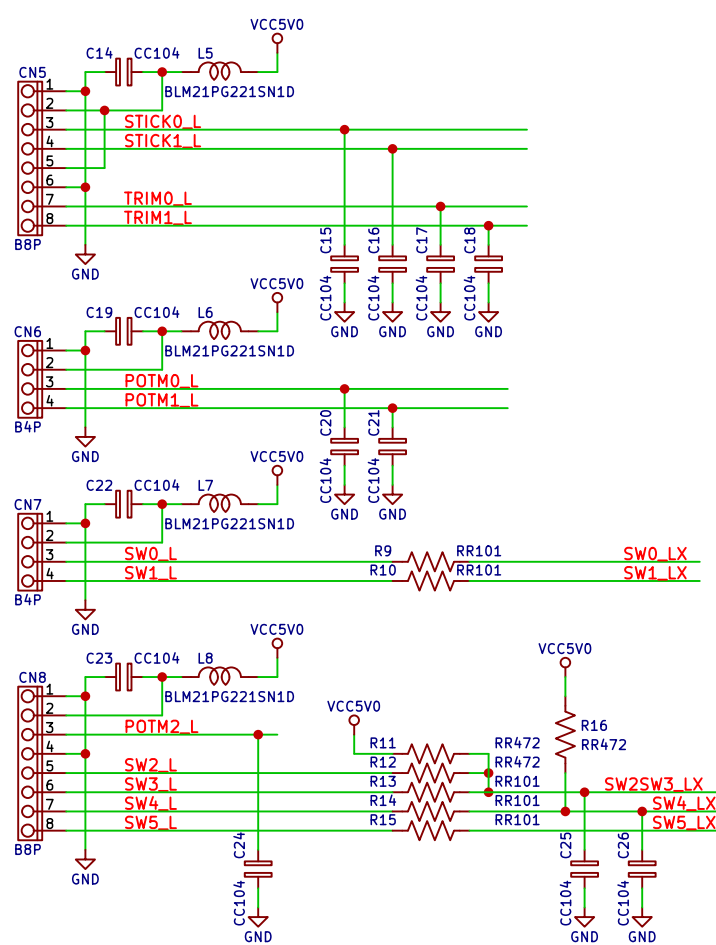 VCC5V0
C14 CC104 L5
CN5
BLM21PG221SN1D
1
2
3 STICK0_L
4 STICK1_L
5
6
7 TRIM0_L
8 TRIM1_L
B8P
GND
C15 C16 C17 C18
CC104 CC104 CC104 CC104
GND GND GND GND
VCC5V0
C19 CC104 L6
CN6
BLM21PG221SN1D
1
2
3 POTM0_L
4 POTM1_L
B4P
GND
C20 C21
CC104 CC104
GND GND
VCC5V0
C22 CC104 L7
CN7
BLM21PG221SN1D
1
2
3 SW0_L R9 RR101 SW0_LX
4 SW1_L R10 RR101 SW1_LX
B4P
GND
VCC5V0
C23 CC104 L8
CN8
BLM21PG221SN1D
VCC5V0
VCC5V0
R16
RR472
1
2
3 POTM2_L
4 R11 RR472
5 SW2_L R12 RR472
6 SW3_L R13 RR101 SW2SW3_LX
7 SW4_L R14 RR101 SW4_LX
8 SW5_L R15 RR101 SW5_LX
B8P
GND
C24 C25 C26
CC104 CC104 CC104
GND GND GND